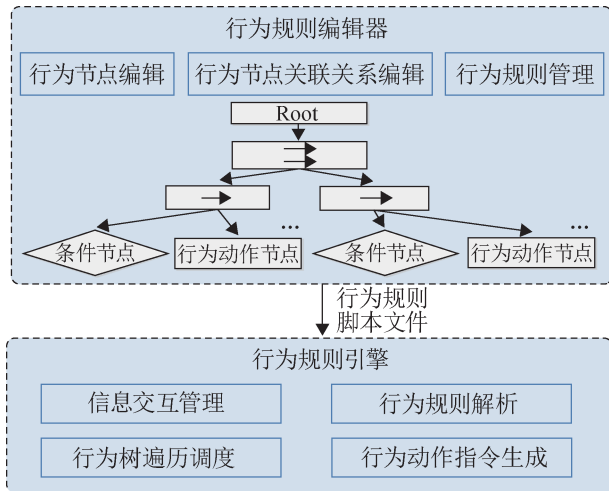 行为规则编辑器
行为节点编辑
行为节点关联关系编辑
行为规则管理
Root
...
...
条件节点
行为动作节点
条件节点
行为动作节点
行为规则
脚本文件
行为规则引擎
信息交互管理
行为规则解析
行为树遍历调度
行为动作指令生成